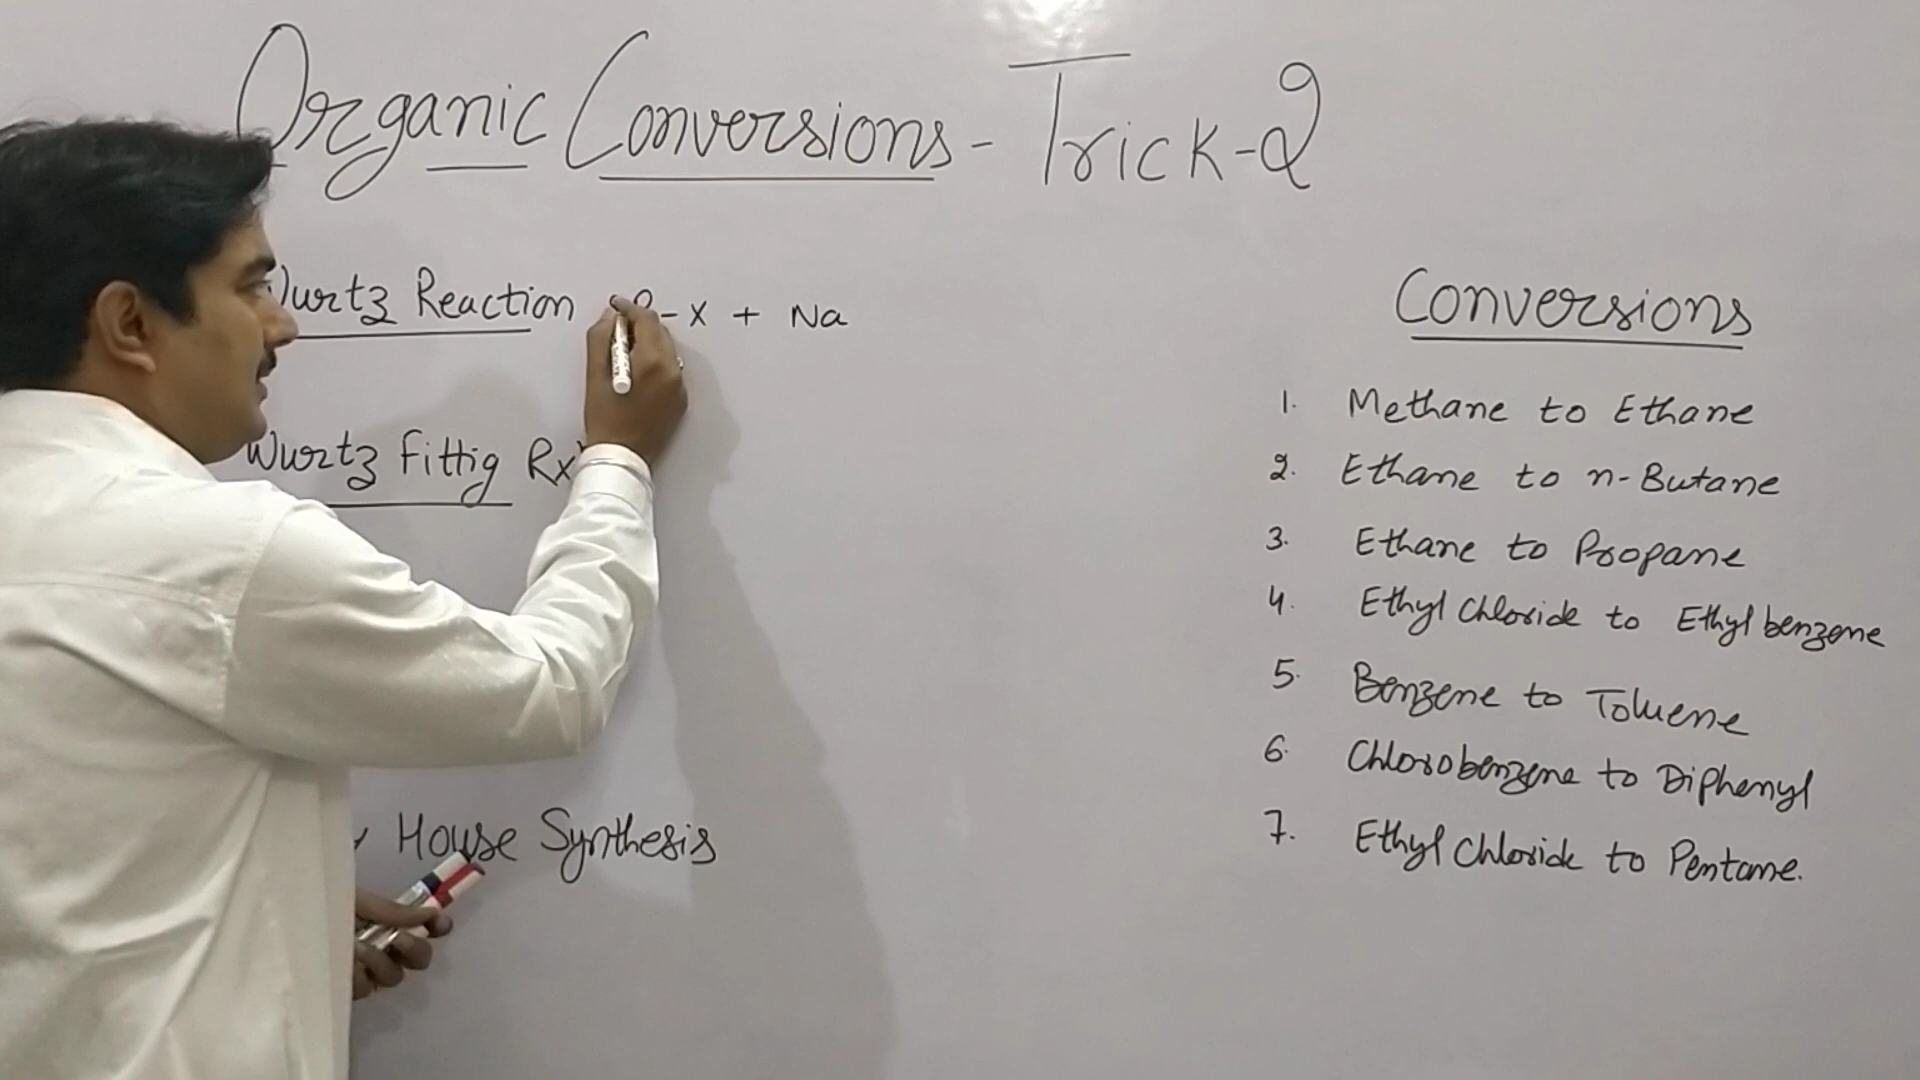 Organic Conversions - Trick-2
Wurtz Reaction R-X + Na
Wurtz Fittig Rx
House Synthesis
Conversions
1. Methane to Ethane
2. Ethane to n-Butane
3. Ethane to Propane
4. Ethyl Chloride to Ethyl benzene
5. Benzene to Toluene
6. Chlorobenzene to Diphenyl
7. Ethyl Chloride to Pentane.